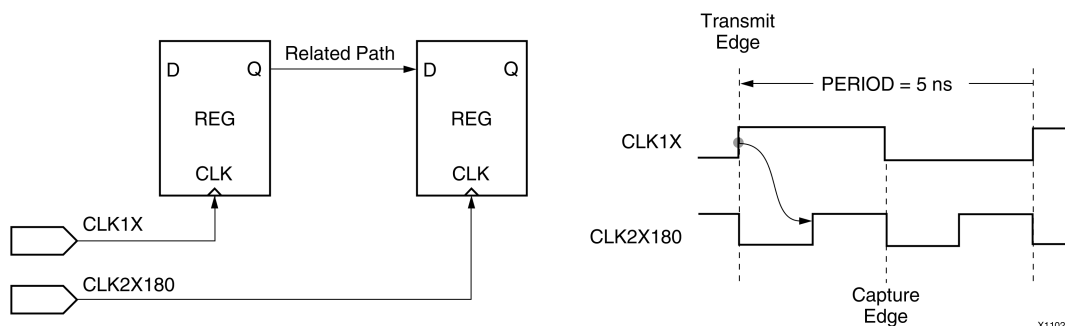 Related Path
D
Q
D
Q
REG
REG
CLK
CLK
CLK1X
CLK2X180
Transmit
Edge
PERIOD = 5 ns
CLK1X
CLK2X180
Capture
Edge